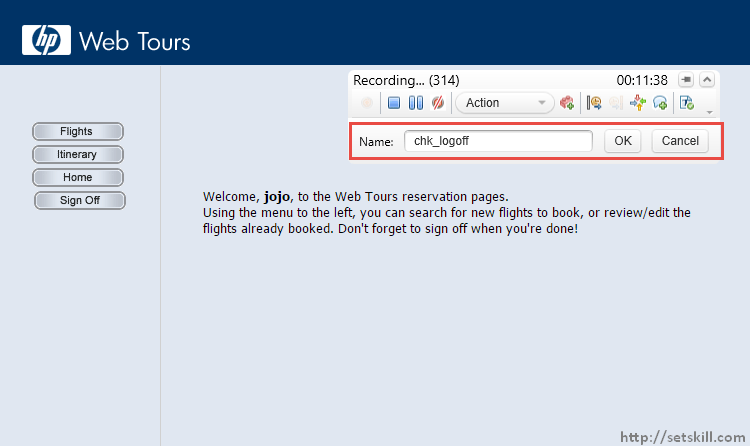 hp Web Tours
Recording... (314) 00:11:38
Action
Name: chk_logoff OK Cancel
Flights
Itinerary
Home
Sign Off
Welcome, jojo, to the Web Tours reservation pages.
Using the menu to the left, you can search for new flights to book, or review/edit the
flights already booked. Don't forget to sign off when you're done!
http://setskill.com